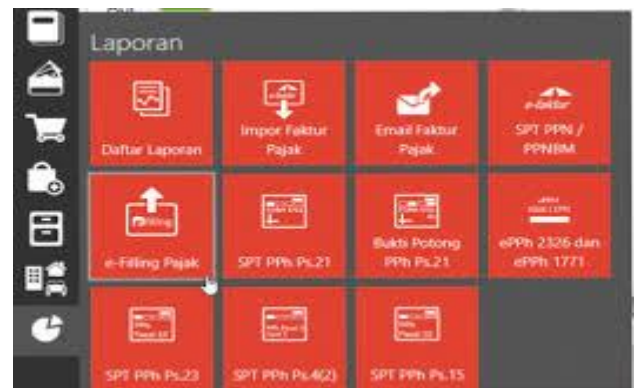 Laporan
e-faktur
e-faktur
Daftar Laporan
Impor Faktur
Pajak
Email Faktur
Pajak
SPT PPN /
PPNBM
e-Filling Pajak
SPT PPh Ps.21
Bukti Potong
PPh Ps.21
ePPh 2326 dan
ePPh 1771
SPT PPh Ps.23
SPT PPh Ps.4(2)
SPT PPh Ps.15